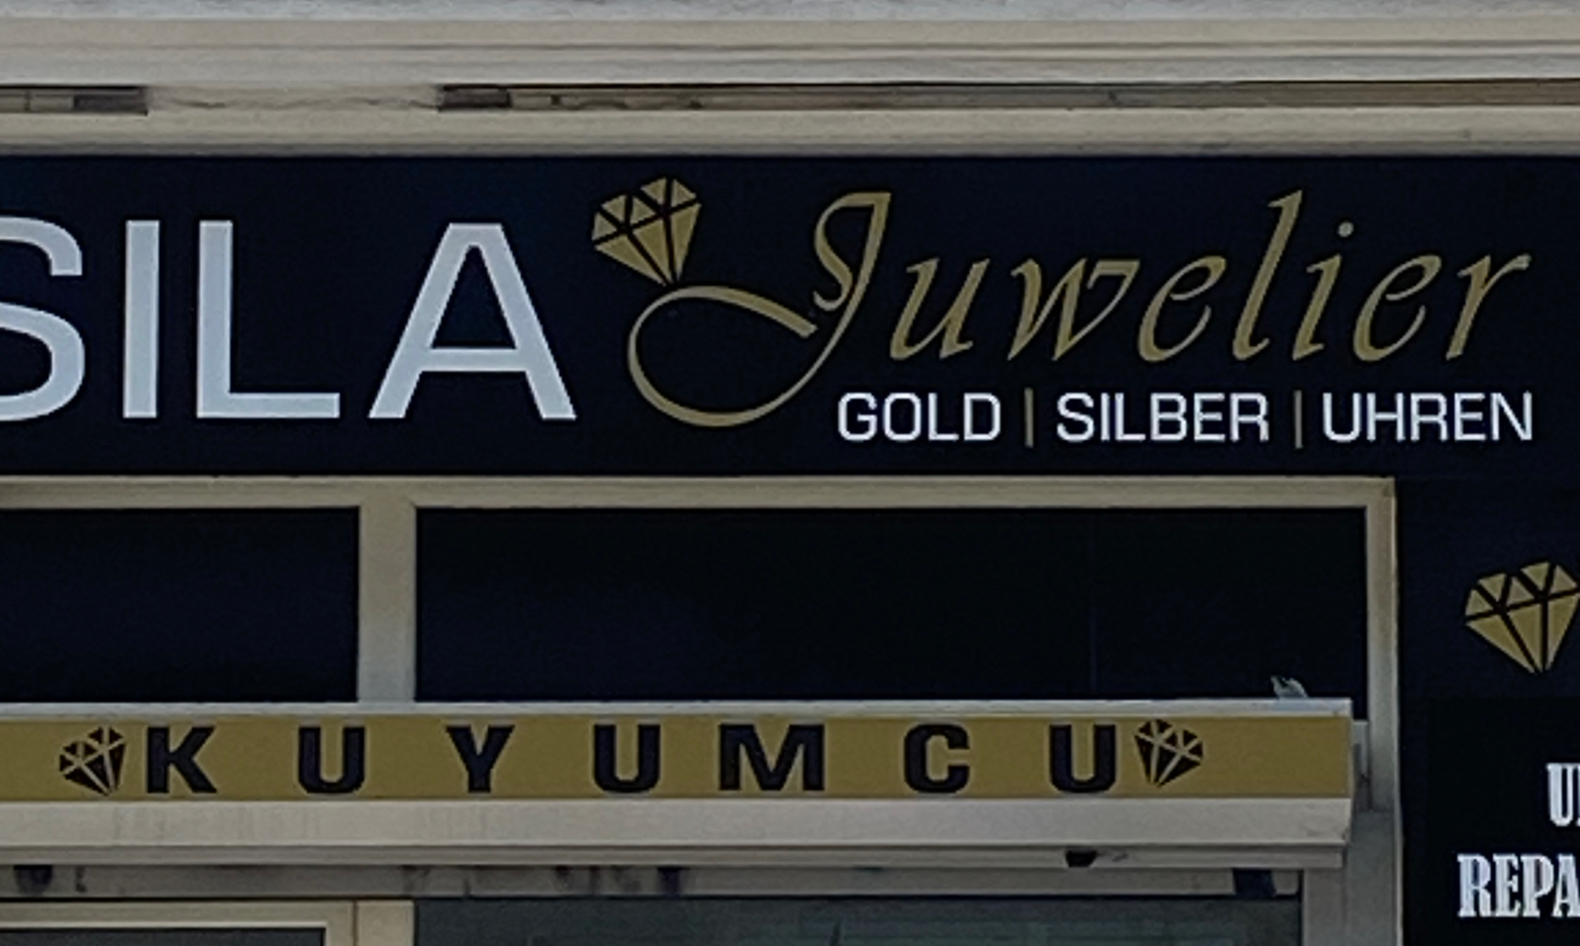 SILA Juwelier
GOLD | SILBER | UHREN
KUYUMCU